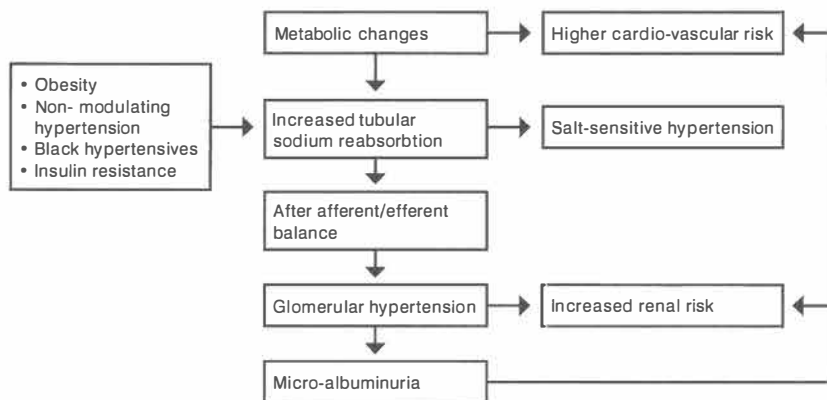 Metabolic changes
Higher cardio-vascular risk
• Obesity
• Non- modulating
hypertension
• Black hypertensives
• Insulin resistance
Increased tubular
sodium reabsorbtion
Salt-sensitive hypertension
After afferent/efferent
balance
Glomerular hypertension
Increased renal risk
Micro-albuminuria